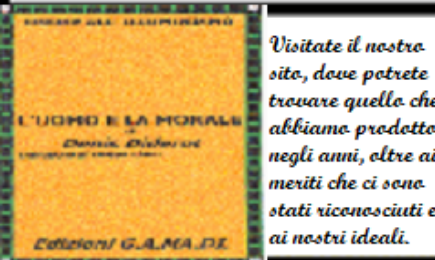 L'UOMO E LA MORALE
di
Denis Diderot
Edizioni G.A.MA.DI.
Visitate il nostro
sito, dove potrete
trovare quello che
abbiamo prodotto
negli anni, oltre ai
meriti che ci sono
stati riconosciuti e
ai nostri ideali.